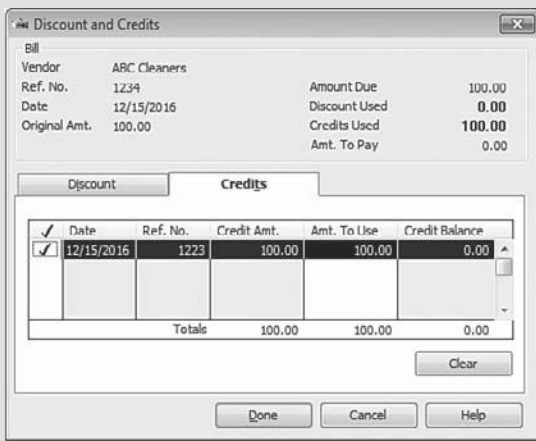 Discount and Credits
Bill
Vendor ABC Cleaners
Ref. No. 1234 Amount Due 100.00
Date 12/15/2016 Discount Used 0.00
Original Amt. 100.00 Credits Used 100.00
Amt. To Pay 0.00
Discount Credits
✓ Date Ref. No. Credit Amt. Amt. To Use Credit Balance
✓ 12/15/2016 1223 100.00 100.00 0.00
Totals 100.00 100.00 0.00
Clear
Done Cancel Help